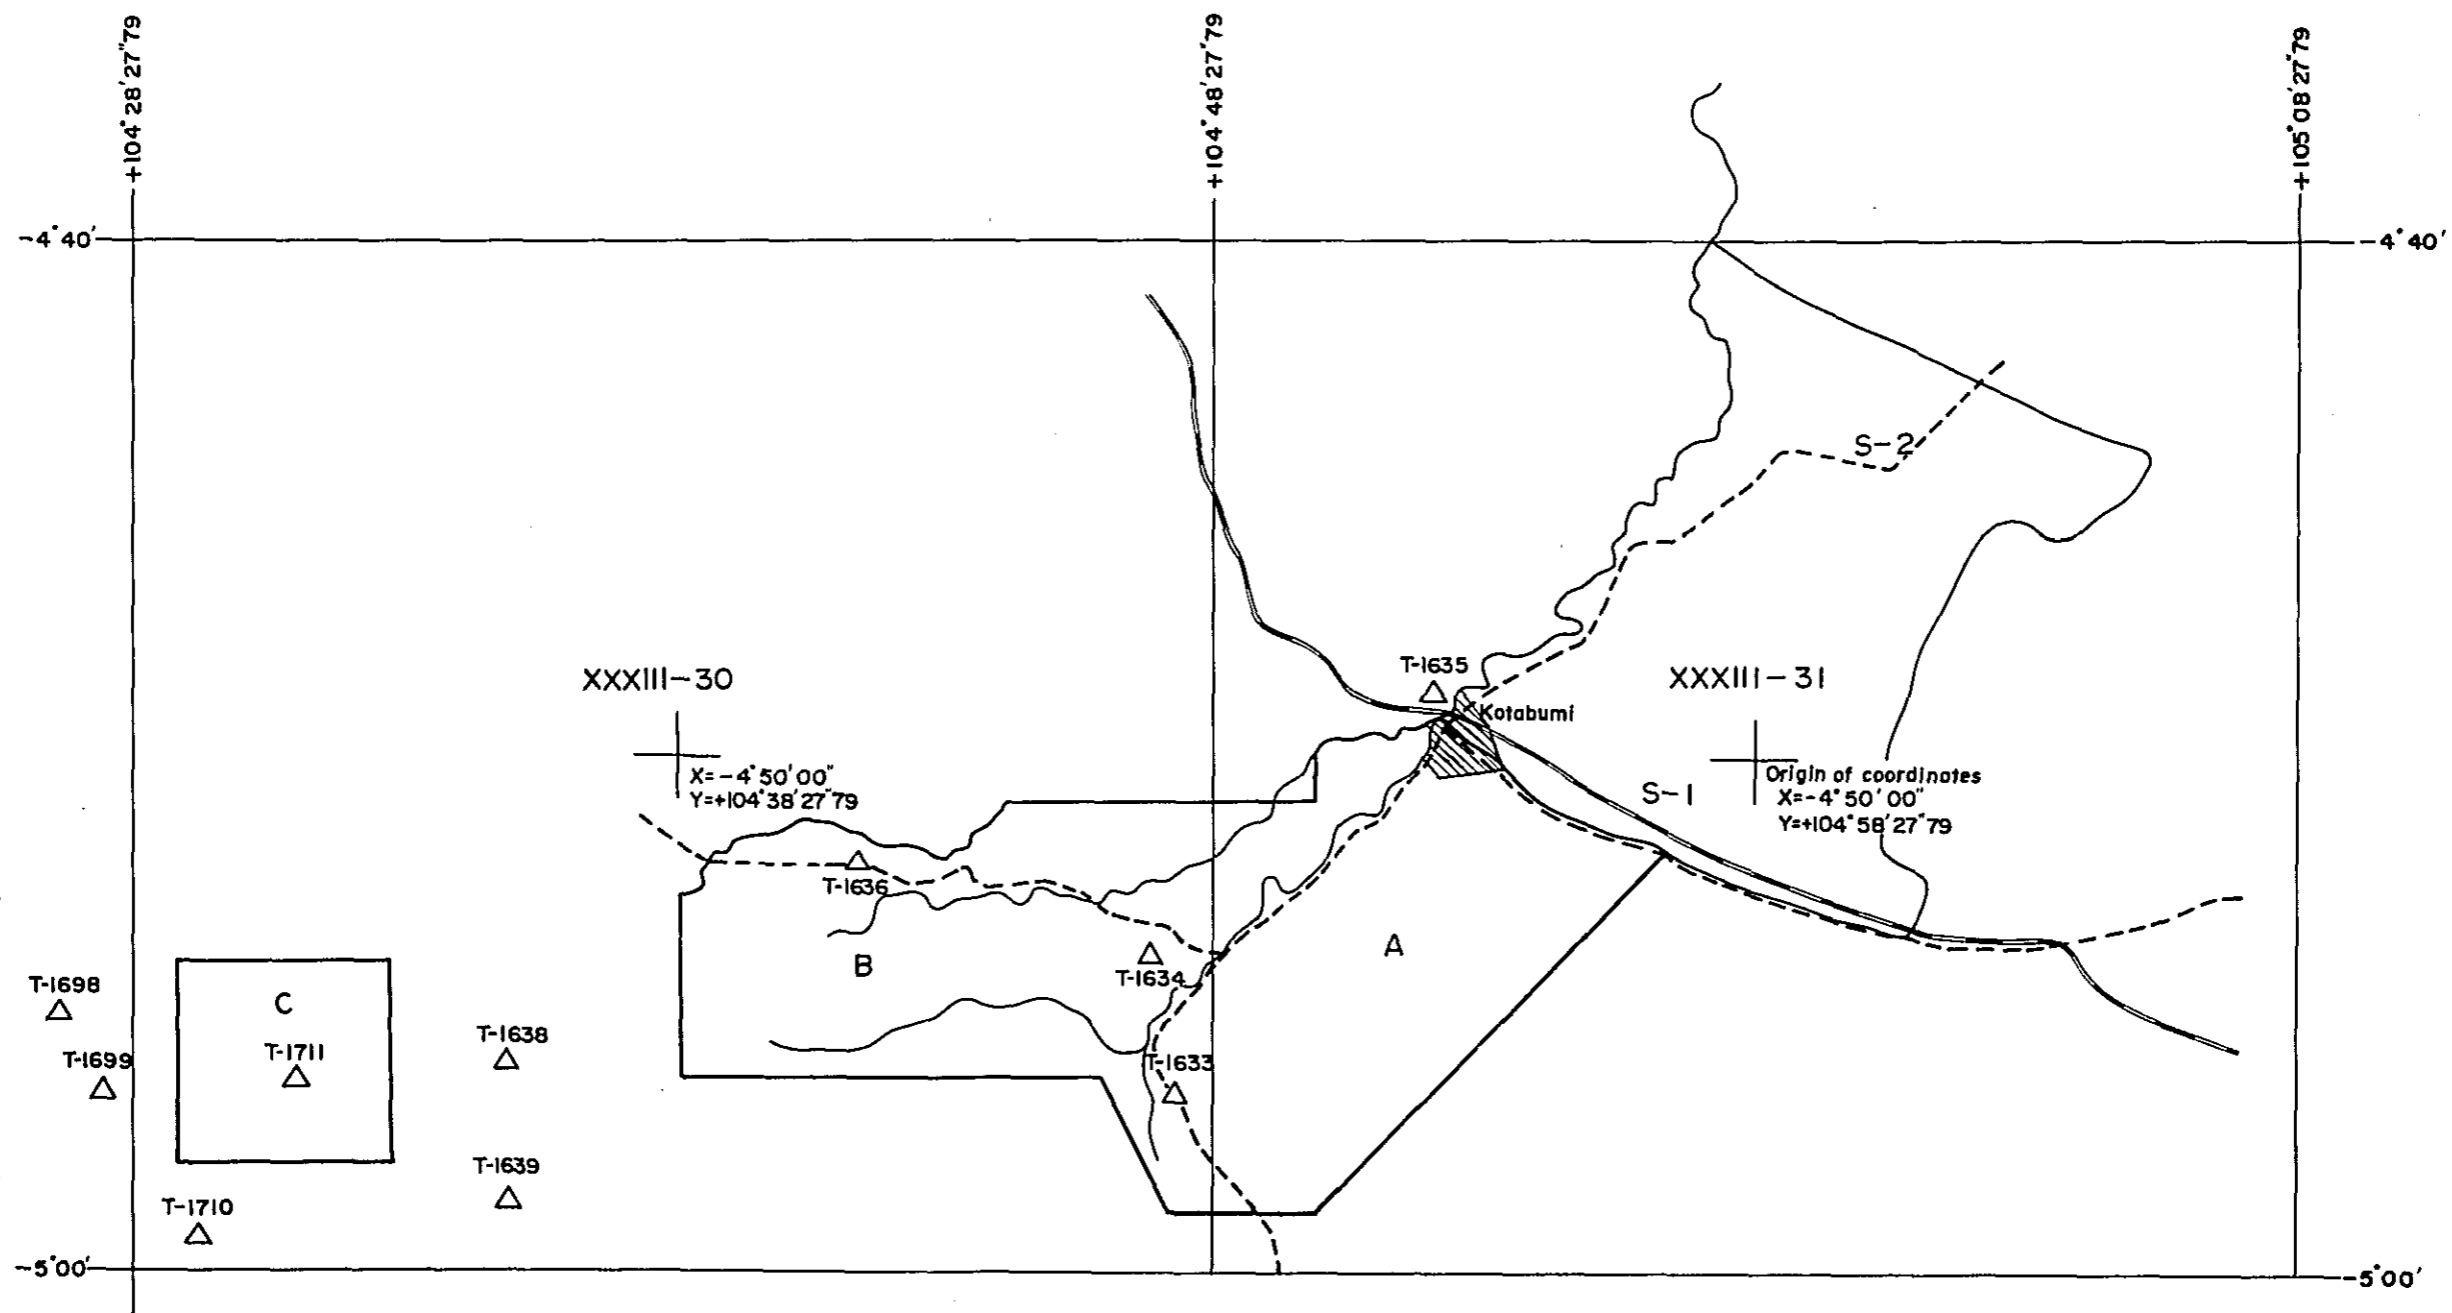 +104°28'27"79
+104°48'27"79
+105°08'27"79
-4°40'
-4°40'
S-2
T-1635
XXXIII-30
XXXIII-31
Kotabumi
X=-4°50'00"
Y=+104°38'27"79
Origin of coordinates
X=-4°50'00"
Y=+104°58'27"79
S-1
T-1636
A
B
T-1634
T-1698
C
T-1638
T-1711
T-1699
T-1633
T-1639
T-1710
-5°00'
-5°00'